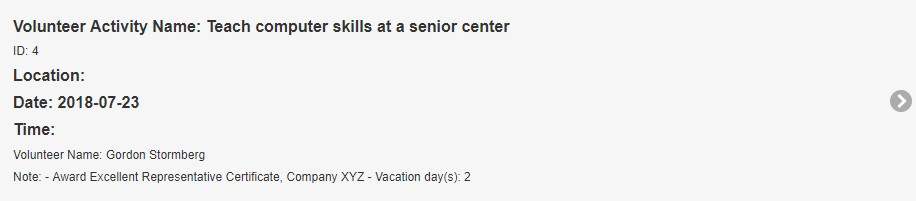 Volunteer Activity Name: Teach computer skills at a senior center
ID: 4
Location:
Date: 2018-07-23
Time:
Volunteer Name: Gordon Stormberg
Note: - Award Excellent Representative Certificate, Company XYZ - Vacation day(s): 2